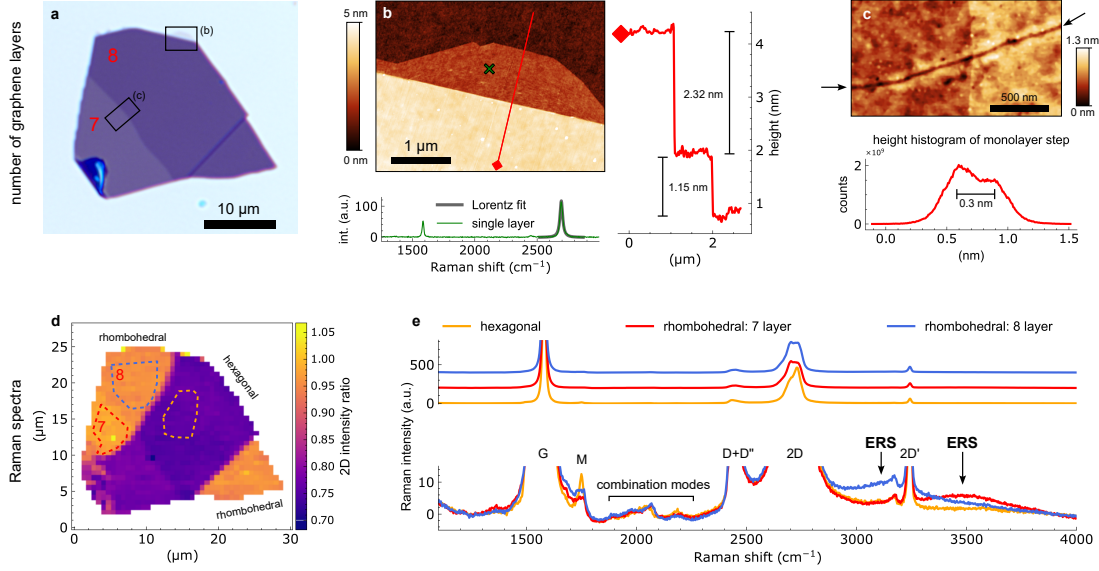 number of graphene layers
a
8
(b)
(c)
7
10 µm
5 nm
0 nm
b
1 µm
100
0
int. (a.u.)
Lorentz fit
single layer
1500
2000
2500
Raman shift (cm⁻¹)
2.32 nm
1.15 nm
4
3
2
1
height (nm)
0
2
(µm)
c
500 nm
1.3 nm
0 nm
height histogram of monolayer step
×10⁹
2
1
0
counts
0.3 nm
0.0
0.5
1.0
1.5
(nm)
Raman spectra
d
rhombohedral
hexagonal
8
7
rhombohedral
25
20
15
10
5
0
(µm)
0
10
20
30
(µm)
1.05
1.00
0.95
0.90
0.85
0.80
0.75
0.70
2D intensity ratio
e
hexagonal
rhombohedral: 7 layer
rhombohedral: 8 layer
500
0
Raman intensity (a.u.)
G
M
combination modes
D+D"
2D
ERS
2D'
ERS
10
0
1500
2000
2500
3000
3500
4000
Raman shift (cm⁻¹)